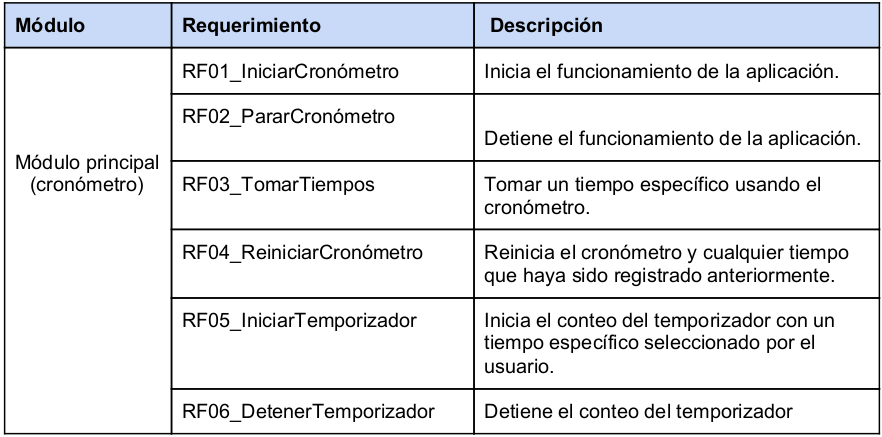 Módulo Requerimiento Descripción
RF01_IniciarCronómetro Inicia el funcionamiento de la aplicación.
RF02_PararCronómetro
Detiene el funcionamiento de la aplicación.
Módulo principal
(cronómetro)
RF03_TomarTiempos Tomar un tiempo específico usando el
cronómetro.
RF04_ReiniciarCronómetro Reinicia el cronómetro y cualquier tiempo
que haya sido registrado anteriormente.
RF05_IniciarTemporizador Inicia el conteo del temporizador con un
tiempo específico seleccionado por el
usuario.
RF06_DetenerTemporizador Detiene el conteo del temporizador